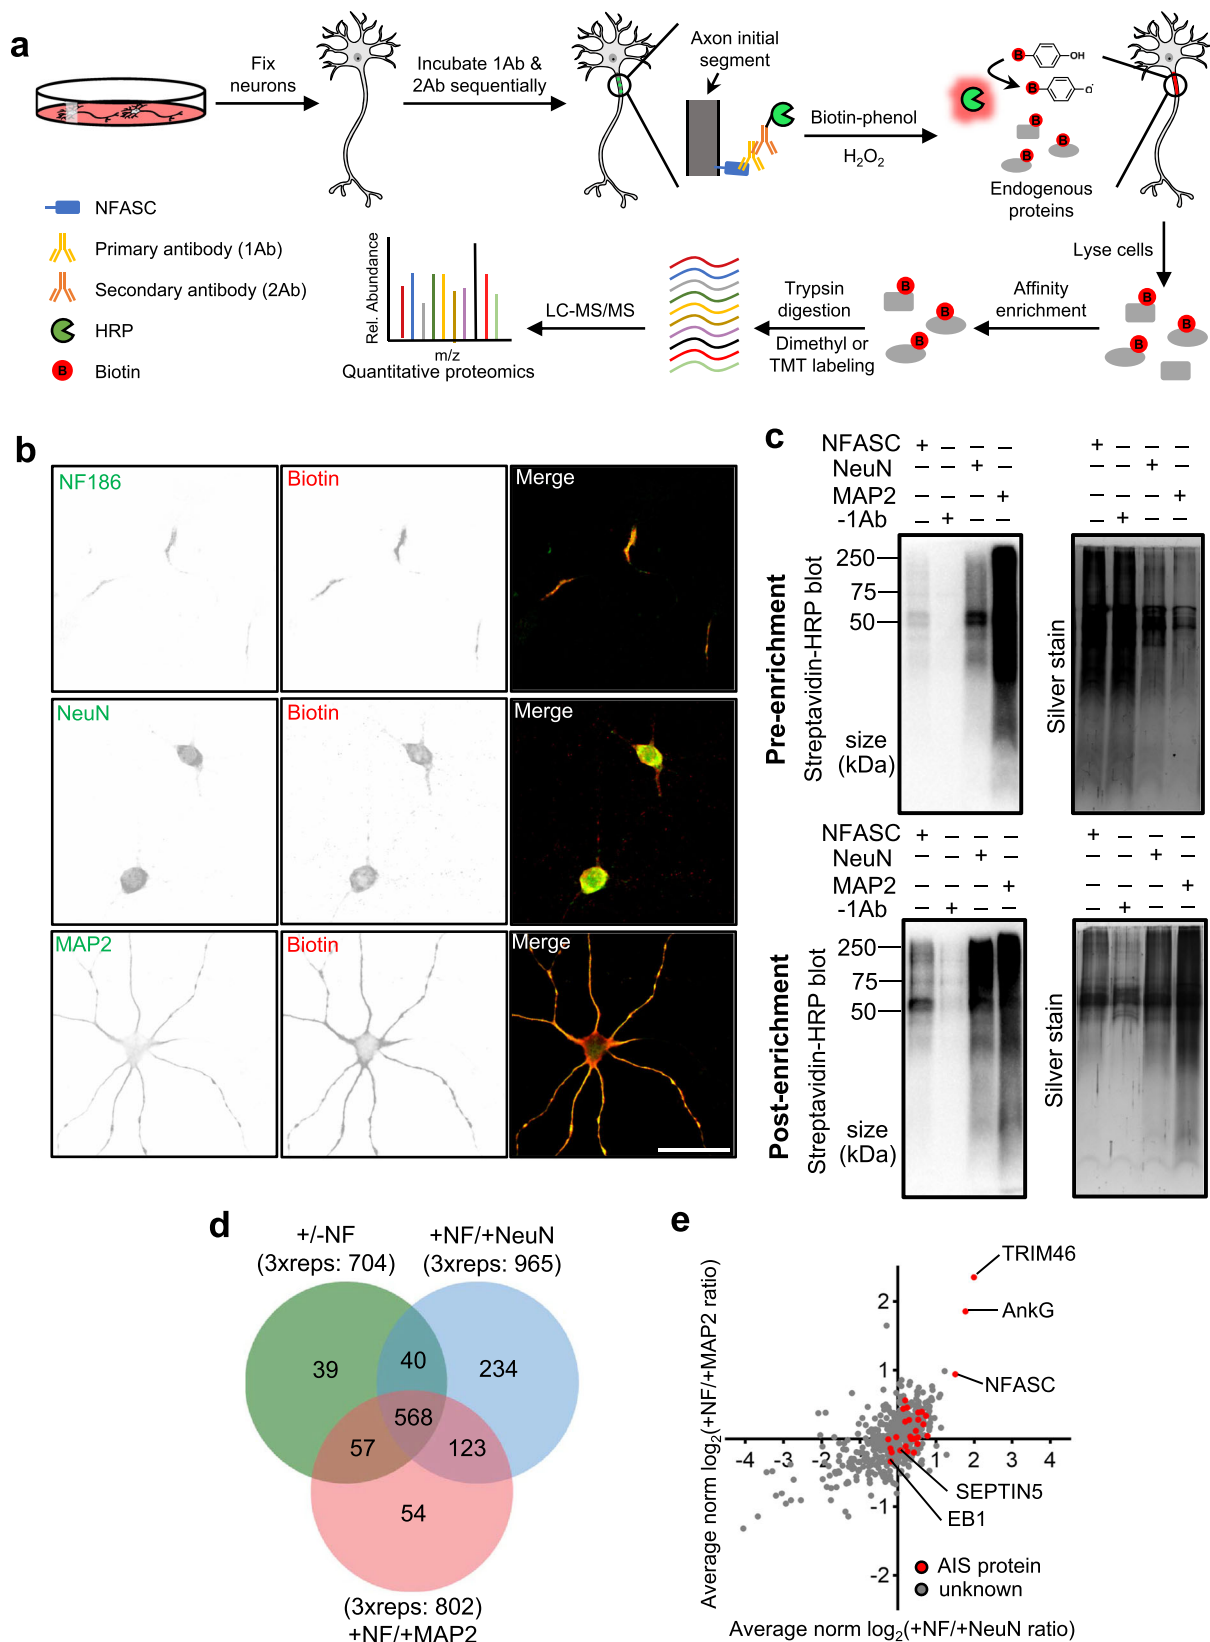 a
Fix
neurons
Incubate 1Ab &
2Ab sequentially
Axon initial
segment
Biotin-phenol
H₂O₂
B
OH
B
O·
B
B
B
Endogenous
proteins
NFASC
Primary antibody (1Ab)
Secondary antibody (2Ab)
HRP
B
Biotin
Rel. Abundance
m/z
Quantitative proteomics
LC-MS/MS
Trypsin
digestion
Dimethyl or
TMT labeling
B
B
B
Affinity
enrichment
Lyse cells
B
B
B
b
NF186
Biotin
Merge
NeuN
Biotin
Merge
MAP2
Biotin
Merge
c
NFASC + – – – + – – –
NeuN – – + – – – + –
MAP2 – – – + – – – +
-1Ab – + – – – + – –
Pre-enrichment
Streptavidin-HRP blot
250
75
50
size
(kDa)
Silver stain
NFASC + – – – + – – –
NeuN – – + – – – + –
MAP2 – – – + – – – +
-1Ab – + – – – + – –
Post-enrichment
Streptavidin-HRP blot
250
75
50
size
(kDa)
Silver stain
d
+/-NF
(3xreps: 704)
+NF/+NeuN
(3xreps: 965)
39
40
234
568
57
123
54
(3xreps: 802)
+NF/+MAP2
e
Average norm log₂(+NF/+MAP2 ratio)
2
1
-1
-2
-4 -3 -2 -1 1 2 3 4
TRIM46
AnkG
NFASC
SEPTIN5
EB1
AIS protein
unknown
Average norm log₂(+NF/+NeuN ratio)